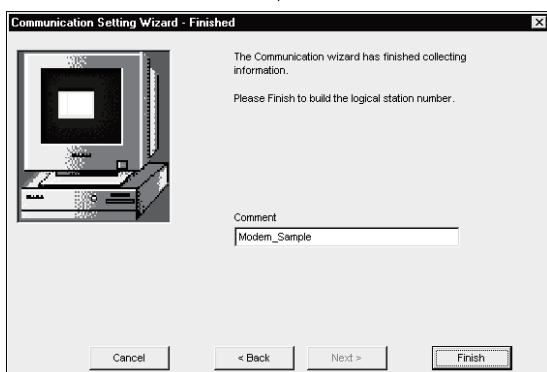 Communication Setting Wizard - Finished
The Communication wizard has finished collecting
information.
Please Finish to build the logical station number.
Comment
Modem_Sample
Cancel
< Back
Next >
Finish